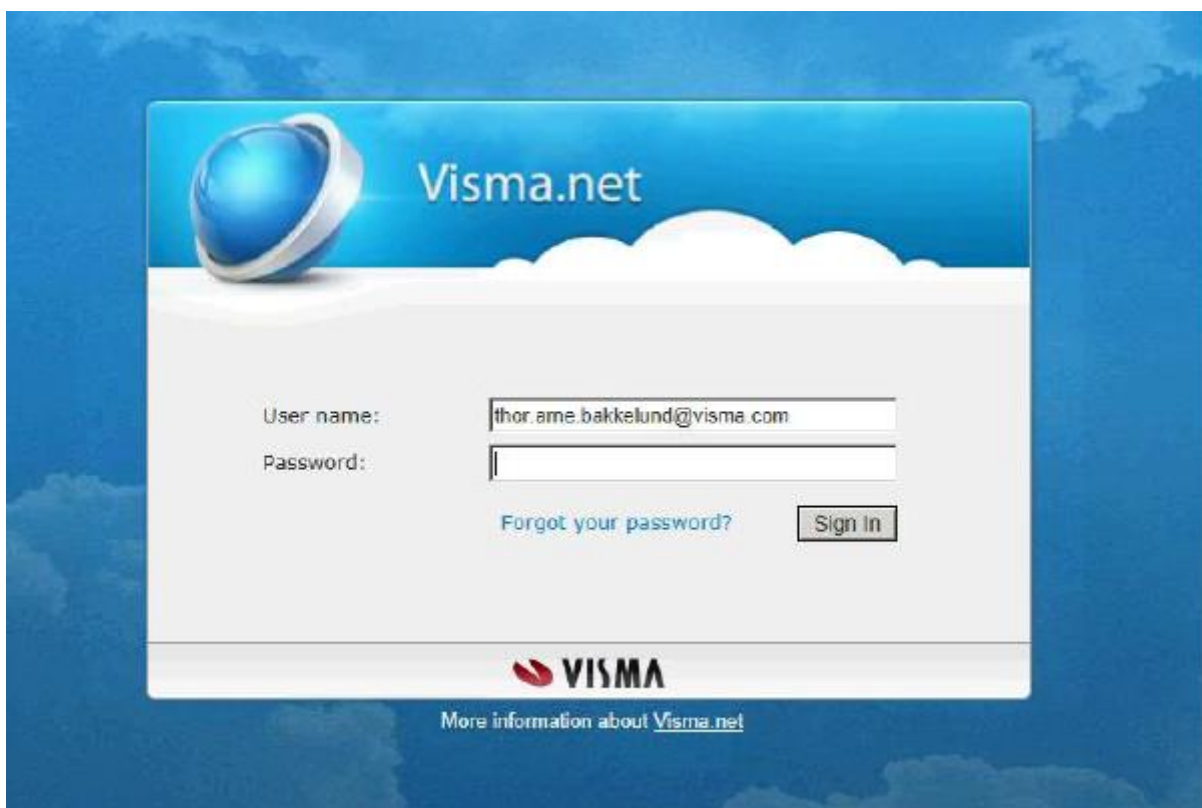 Visma.net
User name: thor.arne.bakkelund@visma.com
Password:
Forgot your password? Sign In
VISMA
More information about Visma.net